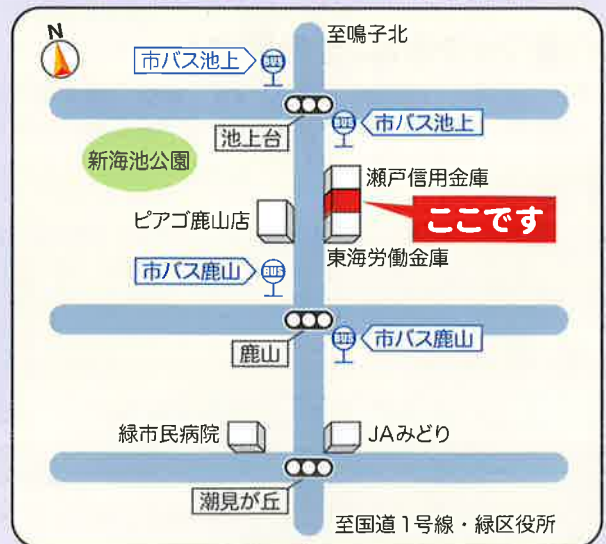 N
至鳴子北
市バス池上
BUS
BUS
市バス池上
池上台
新海池公園
瀬戸信用金庫
ここです
ピアゴ鹿山店
東海労働金庫
市バス鹿山
BUS
BUS
市バス鹿山
鹿山
緑市民病院
JAみどり
潮見が丘
至国道1号線・緑区役所